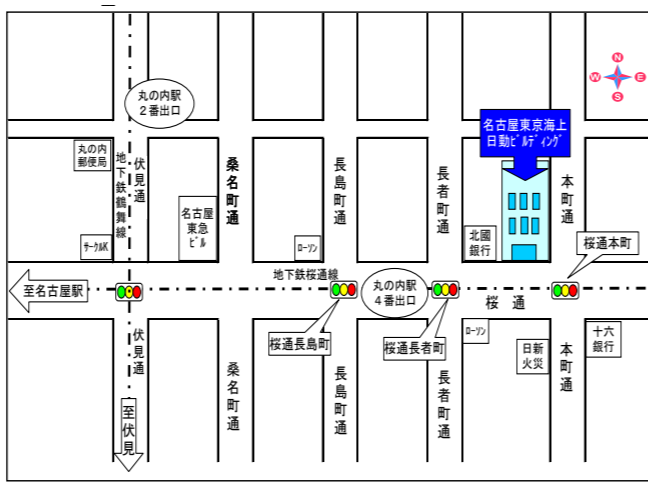 N
W E
S
丸の内駅
2番出口
名古屋東京海上
日動ビルディング
丸の内
郵便局
地下鉄鶴舞線
伏見通
桑名町通
長島町通
長者町通
本町通
サークルK
名古屋
東急
ビル
ローソン
北國
銀行
桜通本町
至名古屋駅
地下鉄桜通線
丸の内駅
4番出口
桜通
桜通長島町
桜通長者町
ローソン
日新
火災
十六
銀行
伏見通
桑名町通
長島町通
長者町通
本町通
至伏見